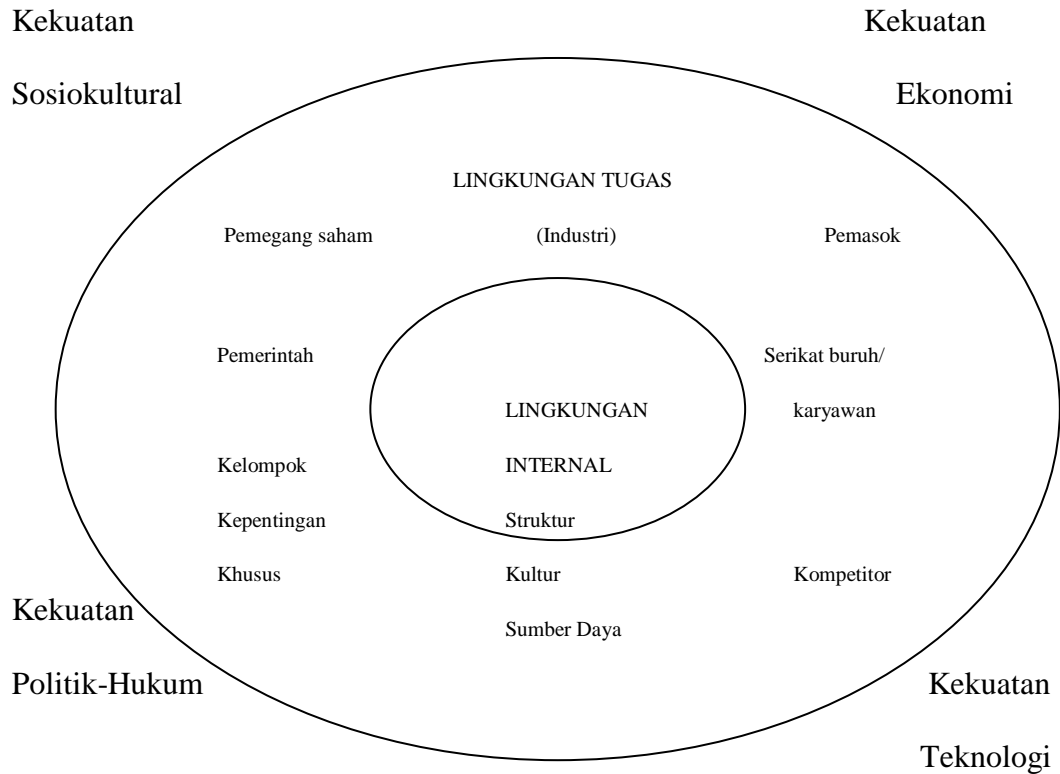 Kekuatan
Kekuatan
Sosiokultural
Ekonomi
LINGKUNGAN TUGAS
Pemegang saham
(Industri)
Pemasok
Pemerintah
Serikat buruh/
LINGKUNGAN
karyawan
Kelompok
INTERNAL
Kepentingan
Struktur
Khusus
Kultur
Kompetitor
Kekuatan
Sumber Daya
Politik-Hukum
Kekuatan
Teknologi